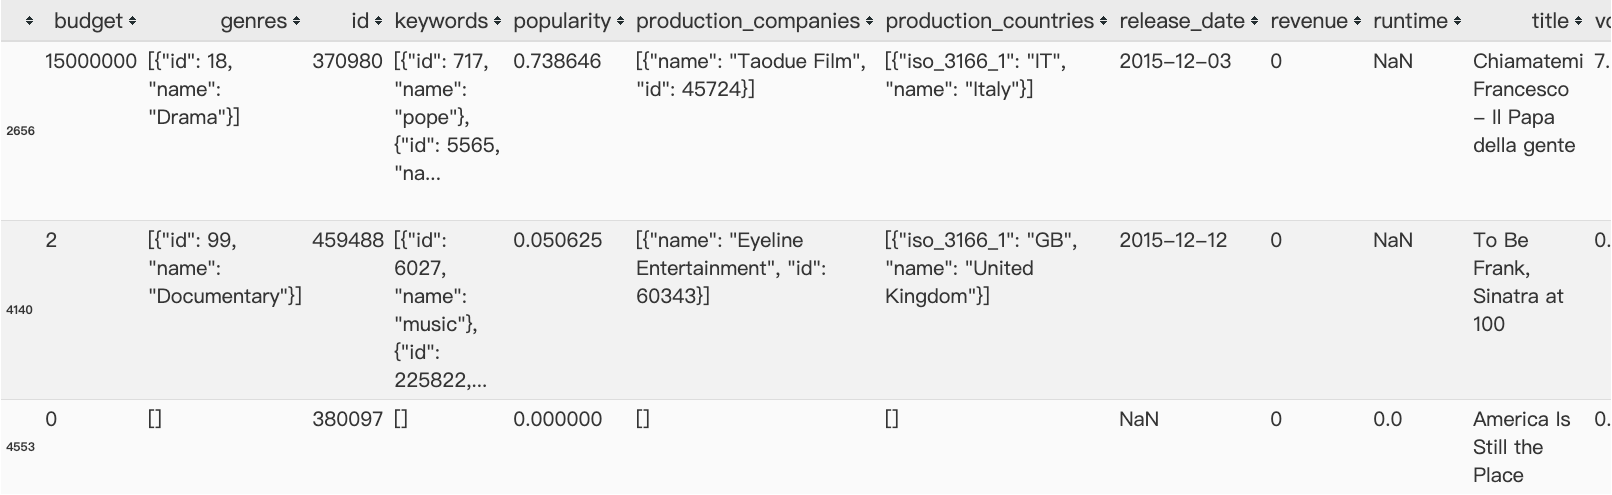 budget genres id keywords popularity production_companies production_countries release_date revenue runtime title
15000000 [{"id": 18, 370980 [{"id": 717, 0.738646 [{"name": "Taodue Film", [{"iso_3166_1": "IT", 2015-12-03 0 NaN Chiamatemi 7.
"name": "name": "id": 45724}] "name": "Italy"}] Francesco
"Drama"}] "pope"}, – Il Papa
2656
{"id": 5565, della gente
"na...
2 [{"id": 99, 459488 [{"id": 0.050625 [{"name": "Eyeline [{"iso_3166_1": "GB", 2015-12-12 0 NaN To Be 0.
"name": 6027, Entertainment", "id": "name": "United Frank,
"Documentary"}] "name": 60343}] Kingdom"}] Sinatra at
4140
"music"}, 100
{"id":
225822,...
0 [] 380097 [] 0.000000 [] [] NaN 0 0.0 America Is 0.
4553
Still the
Place